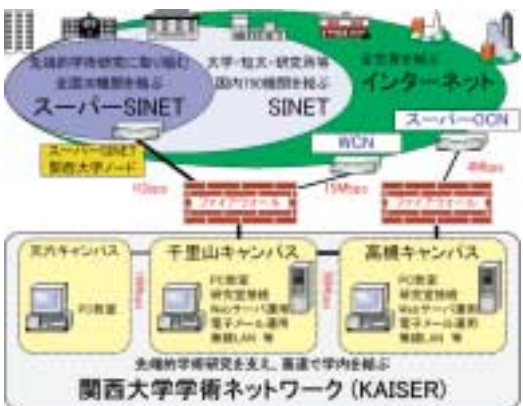 先端的学術研究に取り組む
全国30機関を結ぶ
スーパーSINET
大学・短大・研究所等
国内750機関を結ぶ
SINET
全世界を結ぶ
インターネット
スーパーOCN
WCN
スーパーSINET
関西大学ノード
1Gbps
15Mbps
ファイアウォール
ファイアウォール
天六キャンパス
千里山キャンパス
高槻キャンパス
PC教室
PC教室
研究室接続
Webサーバ運用
電子メール運用
無線LAN 等
PC教室
研究室接続
Webサーバ運用
電子メール運用
無線LAN 等
先端的学術研究を支え、高速で学内を結ぶ
関西大学学術ネットワーク(KAISER)